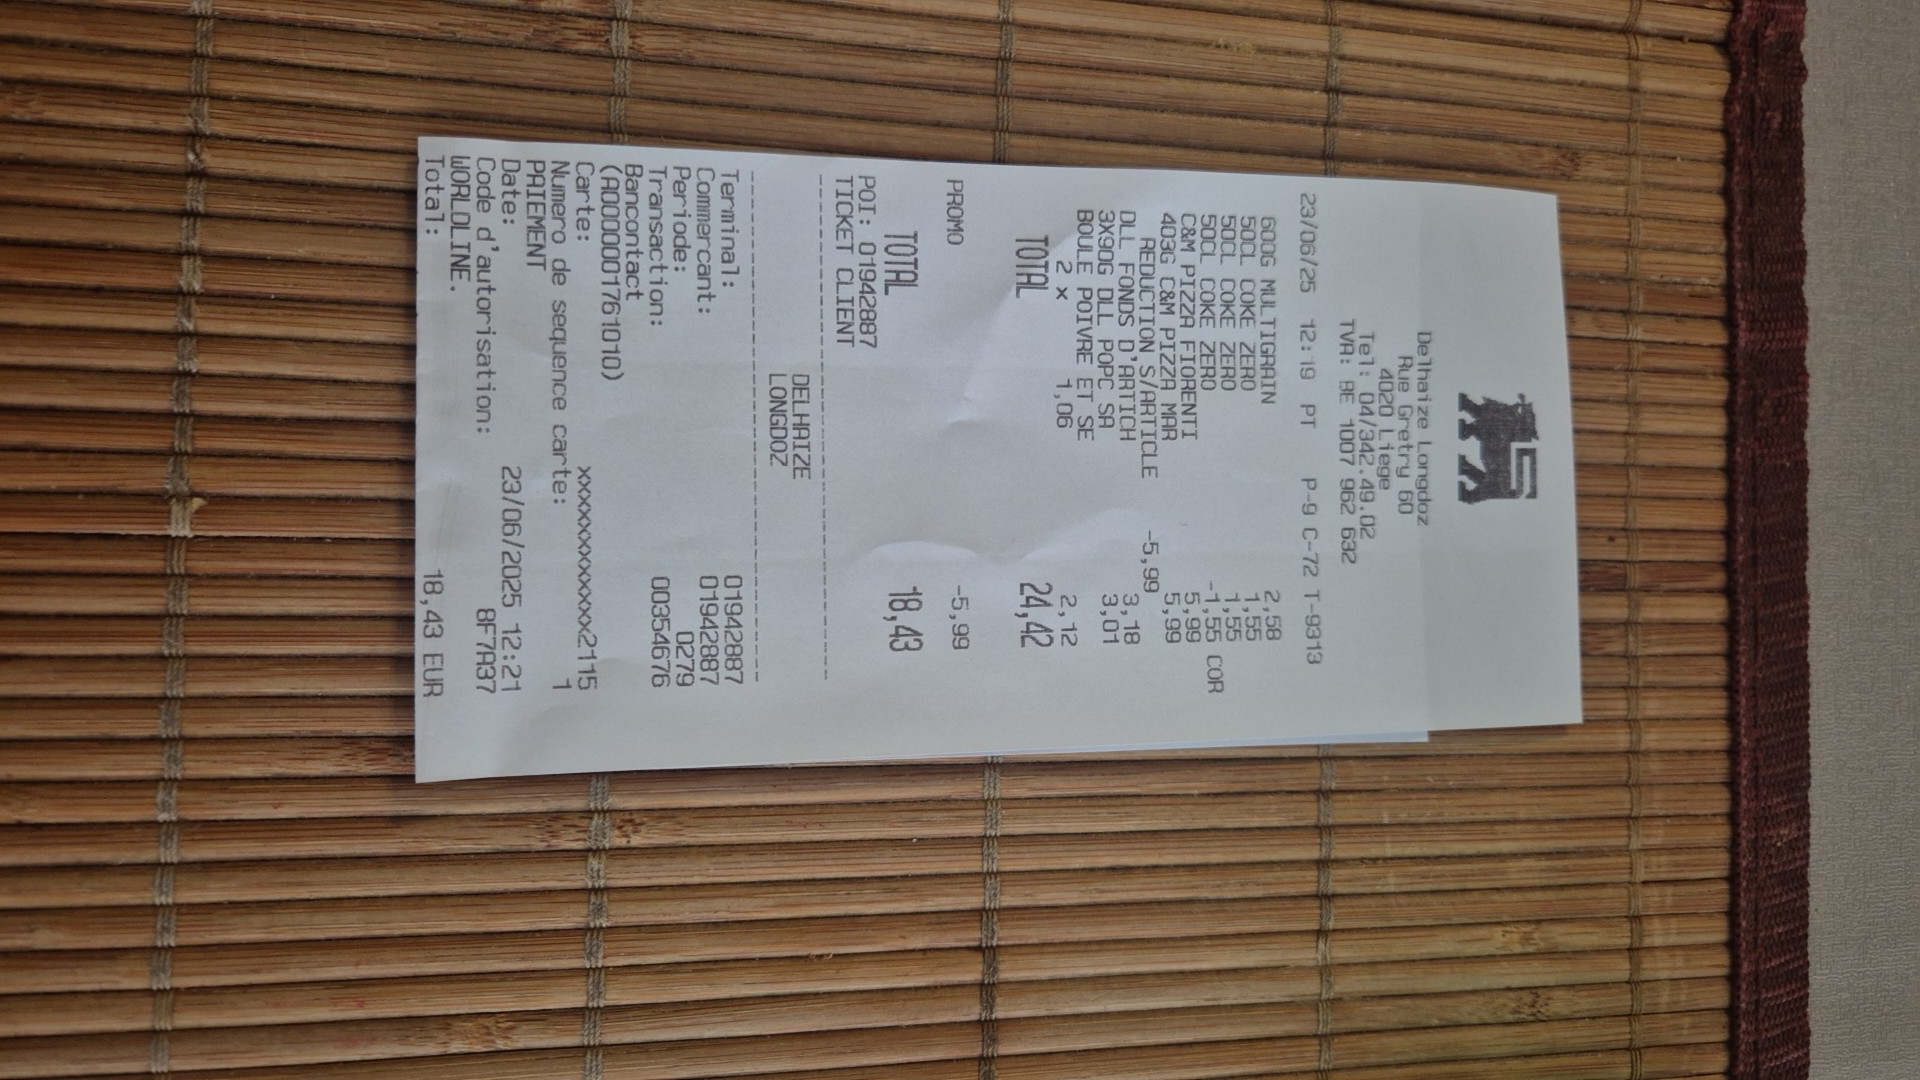 Delhaize Longdoz
Rue Gretry 60
4020 Liege
Tel: 04/342.49.02
TVA: BE 1007 962 632
23/06/25 12:19 PT P-9 C-72 T-9313
600G MULTIGRAIN 2,58
50CL COKE ZERO 1,55
50CL COKE ZERO 1,55
50CL COKE ZERO -1,55 COR
C&M PIZZA FIORENTI 5,99
403G C&M PIZZA MAR 5,99
REDUCTION S/ARTICLE -5,99
DLL FONDS D'ARTICH 3,18
3X90G DLL POPC SA 3,01
BOULE POIVRE ET SE
2 x 1,06 2,12
TOTAL 24,42
PROMO -5,99
TOTAL 18,43
POI: 01942887
TICKET CLIENT
DELHAIZE
LONGDOZ
Terminal: 01942887
Commercant: 01942887
Periode: 0279
Transaction: 00354676
Bancontact
(A0000001761010)
Carte: xxxxxxxxxxxxx2115
Numero de sequence carte: 1
PAIEMENT
Date: 23/06/2025 12:21
Code d'autorisation: 8F7A37
WORLDLINE.
Total: 18,43 EUR